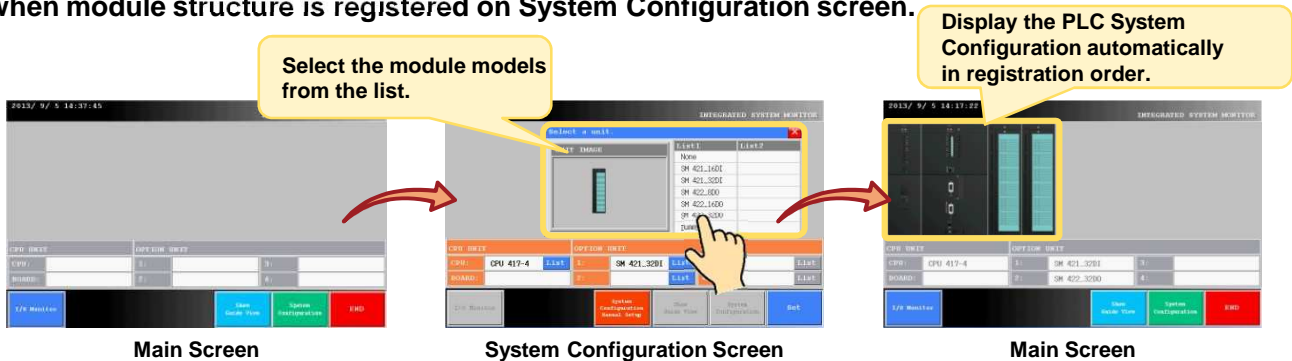 when module structure is registered on System Configuration screen.
Select the module models
from the list.
Display the PLC System
Configuration automatically
in registration order.
2013/ 9/ 5 14:37:45
CPU UNIT
OPTION UNIT
CPU:
1:
3:
BOARD:
2:
4:
I/O Monitor
Show
Guide View
System
Configuration
END
Main Screen
INTEGRATED SYSTEM MONITOR
Select a unit.
UNIT IMAGE
List1
List2
None
SM 421_16DI
SM 421_32DI
SM 422_8DO
SM 422_16DO
CPU UNIT
OPTION UNIT
CPU:
CPU 417-4
List
1:
SM 421_32DI
List
BOARD:
2:
List
List
I/O Monitor
System
Configuration
Manual Setup
Show
Guide View
System
Configuration
Set
System Configuration Screen
2013/ 9/ 5 14:17:22
INTEGRATED SYSTEM MONITOR
CPU UNIT
OPTION UNIT
CPU:
CPU 417-4
1:
SM 421_32DI
3:
BOARD:
2:
SM 422_32DO
4:
I/O Monitor
Show
Guide View
System
Configuration
END
Main Screen